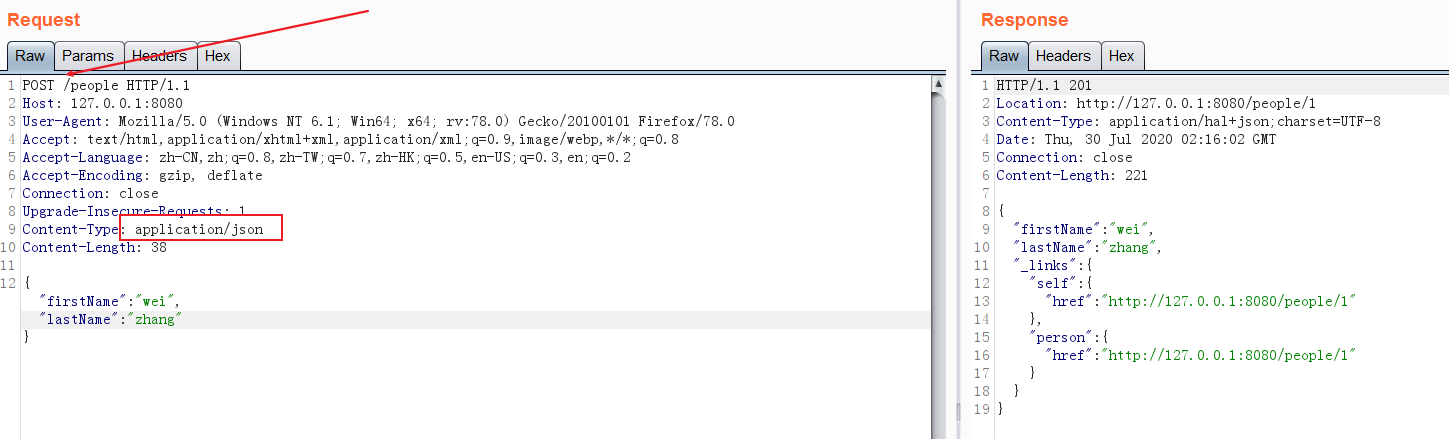 Request
Raw Params Headers Hex
1 POST /people HTTP/1.1
2 Host: 127.0.0.1:8080
3 User-Agent: Mozilla/5.0 (Windows NT 6.1; Win64; x64; rv:78.0) Gecko/20100101 Firefox/78.0
4 Accept: text/html,application/xhtml+xml,application/xml;q=0.9,image/webp,*/*;q=0.8
5 Accept-Language: zh-CN,zh;q=0.8,zh-TW;q=0.7,zh-HK;q=0.5,en-US;q=0.3,en;q=0.2
6 Accept-Encoding: gzip, deflate
7 Connection: close
8 Upgrade-Insecure-Requests: 1
9 Content-Type: application/json
10 Content-Length: 38
11
12 {
"firstName":"wei",
"lastName":"zhang"
}
Response
Raw Headers Hex
1 HTTP/1.1 201
2 Location: http://127.0.0.1:8080/people/1
3 Content-Type: application/hal+json;charset=UTF-8
4 Date: Thu, 30 Jul 2020 02:16:02 GMT
5 Connection: close
6 Content-Length: 221
7
8 {
9 "firstName":"wei",
10 "lastName":"zhang",
11 "_links":{
12 "self":{
13 "href":"http://127.0.0.1:8080/people/1"
14 },
15 "person":{
16 "href":"http://127.0.0.1:8080/people/1"
17 }
18 }
19 }